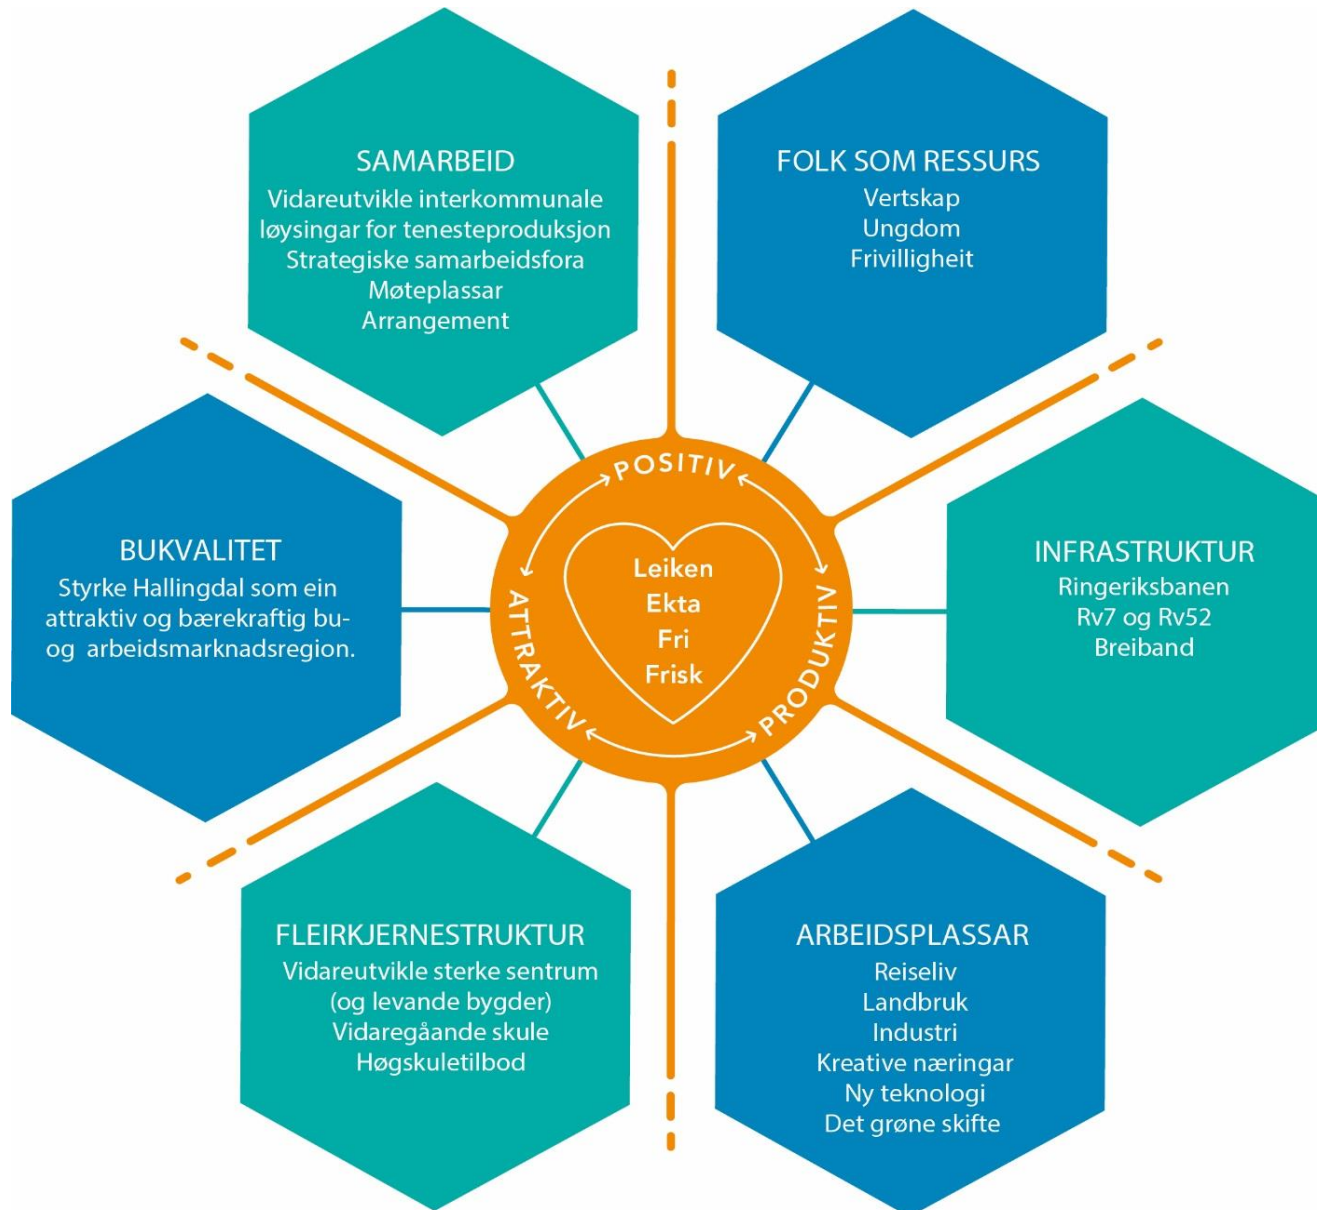 SAMARBEID
Vidareutvikle interkommunale
løysingar for tenesteproduksjon
Strategiske samarbeidsfora
Møteplassar
Arrangement
FOLK SOM RESSURS
Vertskap
Ungdom
Frivilligheit
BUKVALITET
Styrke Hallingdal som ein
attraktiv og bærekraftig bu-
og arbeidsmarknadsregion.
POSITIV
ATTRAKTIV
PRODUKTIV
Leiken
Ekta
Fri
Frisk
INFRASTRUKTUR
Ringeriksbanen
Rv7 og Rv52
Breiband
FLEIRKJERNESTRUKTUR
Vidareutvikle sterke sentrum
(og levande bygder)
Vidaregåande skule
Høgskuletilbod
ARBEIDSPLASSAR
Reiseliv
Landbruk
Industri
Kreative næringar
Ny teknologi
Det grøne skifte